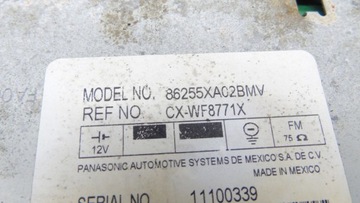 MODEL NO. 86255XA02BMV
REF NO. CX-WF8771X
12V
FM
75 Ω
PANASONIC AUTOMOTIVE SYSTEMS DE MEXICO S.A. DE C.V.
MADE IN MEXICO
SERIAL NO. 11100339